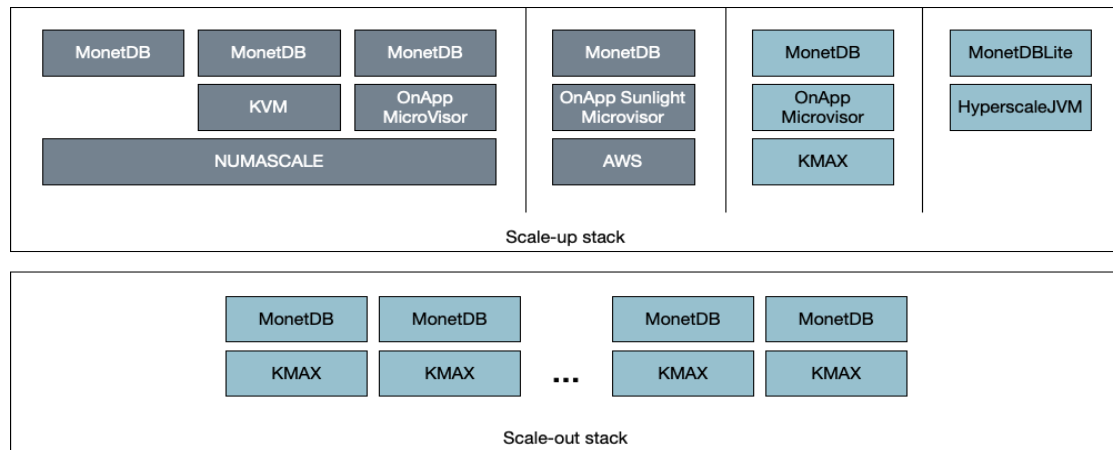 MonetDB
MonetDB
MonetDB
MonetDB
MonetDB
MonetDBLite
KVM
OnApp
MicroVisor
OnApp Sunlight
Microvisor
OnApp
Microvisor
HyperscaleJVM
NUMASCALE
AWS
KMAX
Scale-up stack
MonetDB
MonetDB
MonetDB
MonetDB
KMAX
KMAX
...
KMAX
KMAX
Scale-out stack